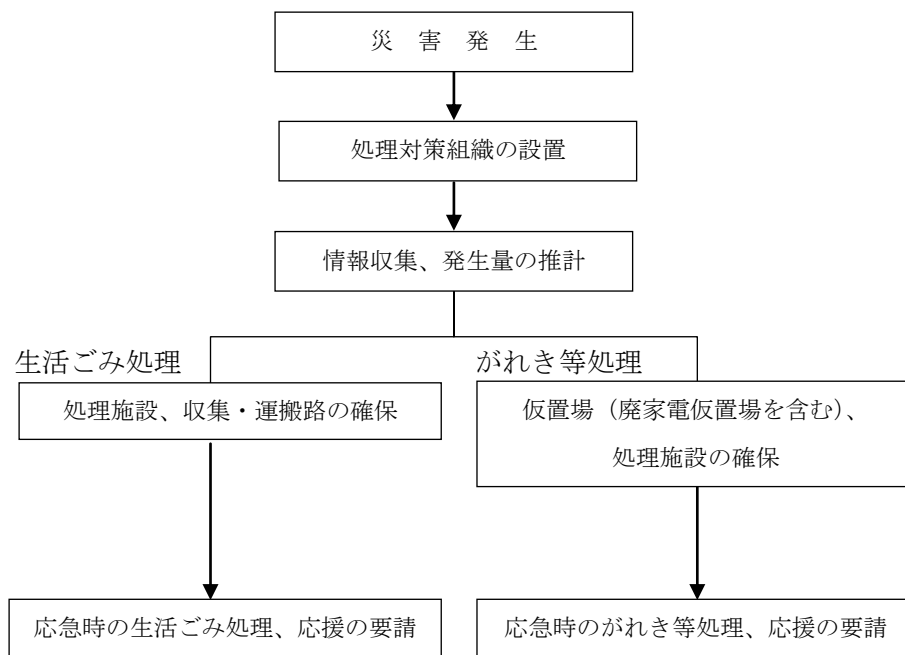 災　害　発　生
処理対策組織の設置
情報収集、発生量の推計
生活ごみ処理
処理施設、収集・運搬路の確保
応急時の生活ごみ処理、応援の要請
がれき等処理
仮置場（廃家電仮置場を含む）、
処理施設の確保
応急時のがれき等処理、応援の要請